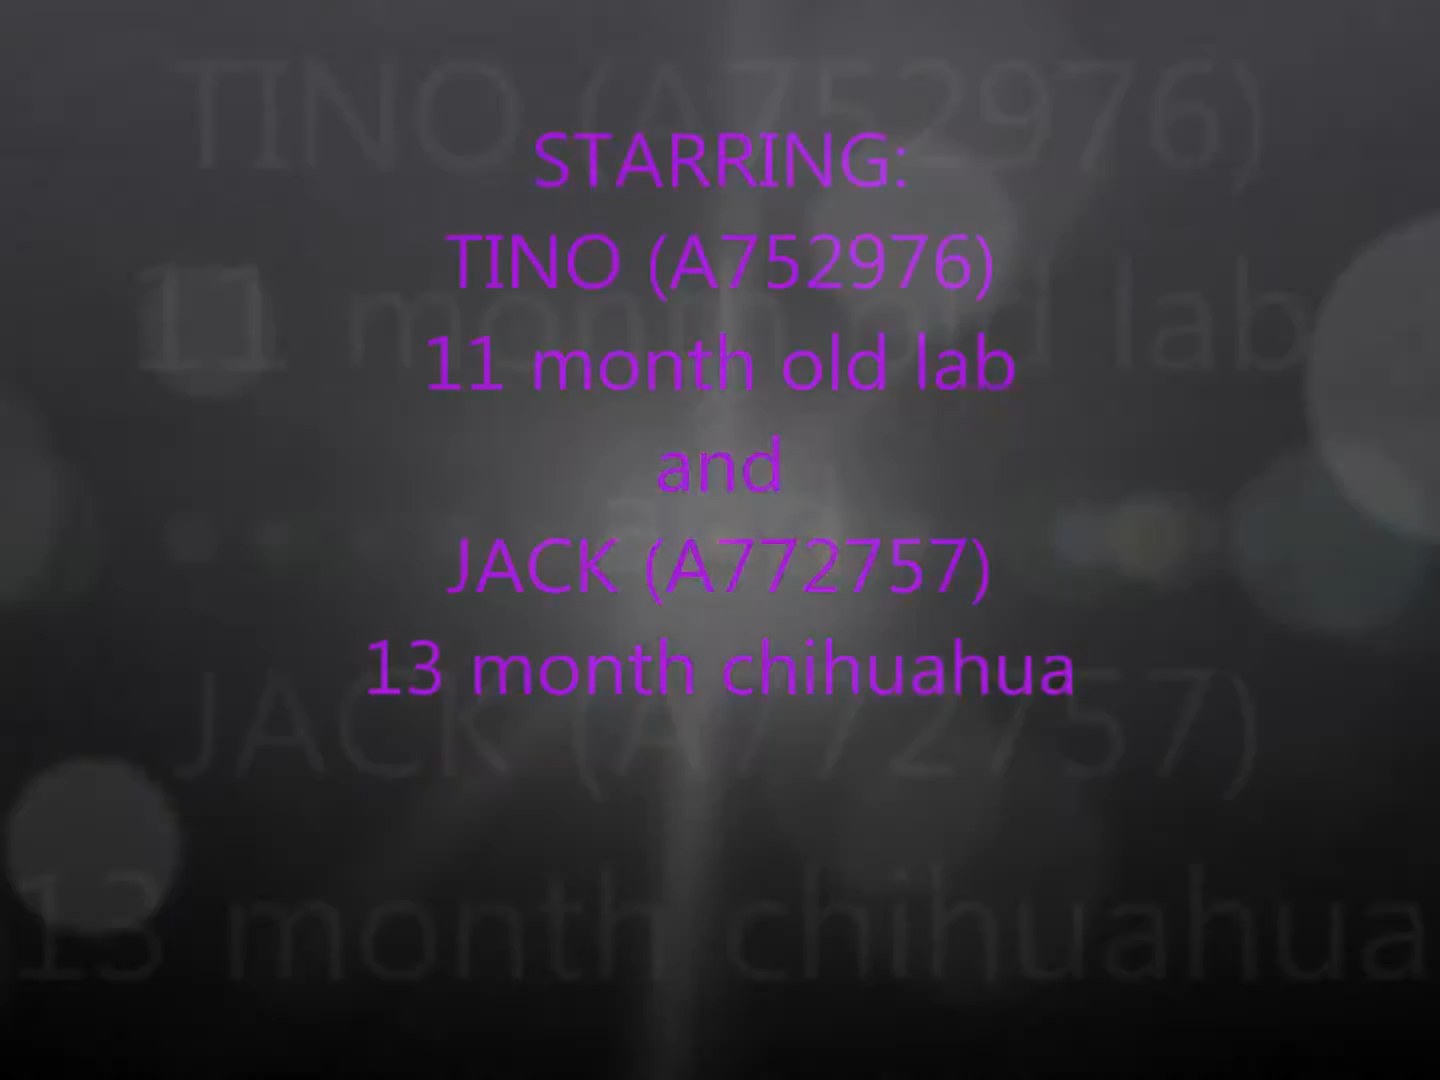 STARRING:
TINO (A752976)
11 month old lab
and
JACK (A772757)
13 month chihuahua